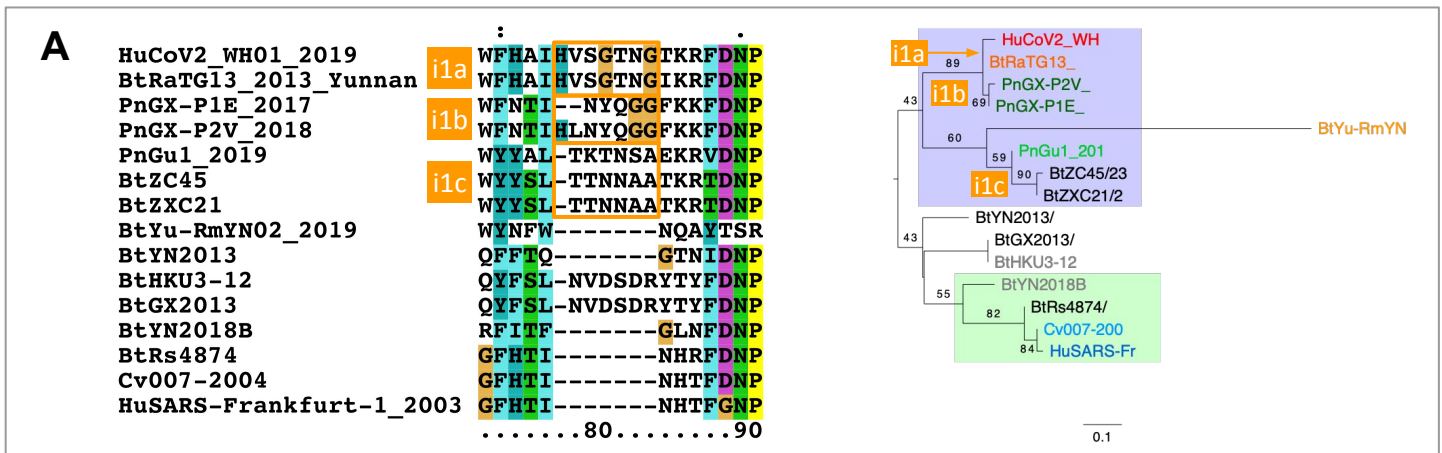 A
: .
HuCoV2_WH01_2019 i1a WFHAIHVSGTNGTKRFDNP
BtRaTG13_2013_Yunnan WFHAIHVSGTNGIKRFDNP
PnGX-P1E_2017 i1b WFNTI--NYQGGFKKFDNP
PnGX-P2V_2018 WFNTIHLNYQGGFKKFDNP
PnGu1_2019 WYYAL-TKTNSAEKRVDNP
BtZC45 i1c WYYSL-TTNNAATKRTDNP
BtZXC21 WYYSL-TTNNAATKRTDNP
BtYu-RmYN02_2019 WYNFW-------NQAYTSR
BtYN2013 QFFTQ-------GTNIDNP
BtHKU3-12 QYFSL-NVDSDRYTYFDNP
BtGX2013 QYFSL-NVDSDRYTYFDNP
BtYN2018B RFITF-------GLNFDNP
BtRs4874 GFHTI-------NHRFDNP
Cv007-2004 GFHTI-------NHTFDNP
HuSARS-Frankfurt-1_2003 GFHTI-------NHTFGNP
.......80........90
HuCoV2_WH
i1a
89 BtRaTG13_
i1b PnGX-P2V_
43 69 PnGX-P1E_
BtYu-RmYN
60
59 PnGu1_201
i1c 90 BtZC45/23
BtZXC21/2
BtYN2013/
43 BtGX2013/
BtHKU3-12
BtYN2018B
55
82 BtRs4874/
Cv007-200
84 HuSARS-Fr
0.1